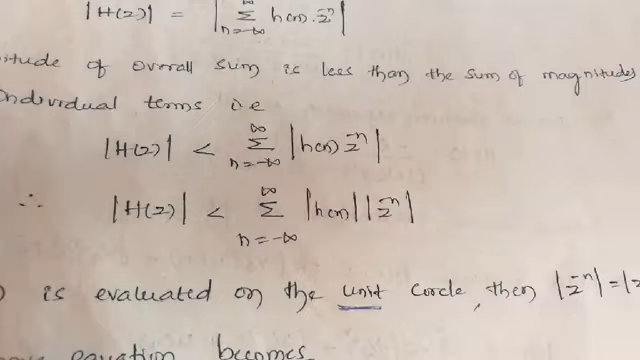 |H(z)| = |∑_{n=-∞}^{∞} h(n).z^{-n}|
itude of overall sum is less than the sum of magnitudes
individual terms i.e
|H(z)| < ∑_{n=-∞}^{∞} |h(n) z^{-n}|
∴ |H(z)| < ∑_{n=-∞}^{∞} |h(n)| |z^{-n}|
) is evaluated on the unit circle, then |z^{-n}| = |z
equation becomes